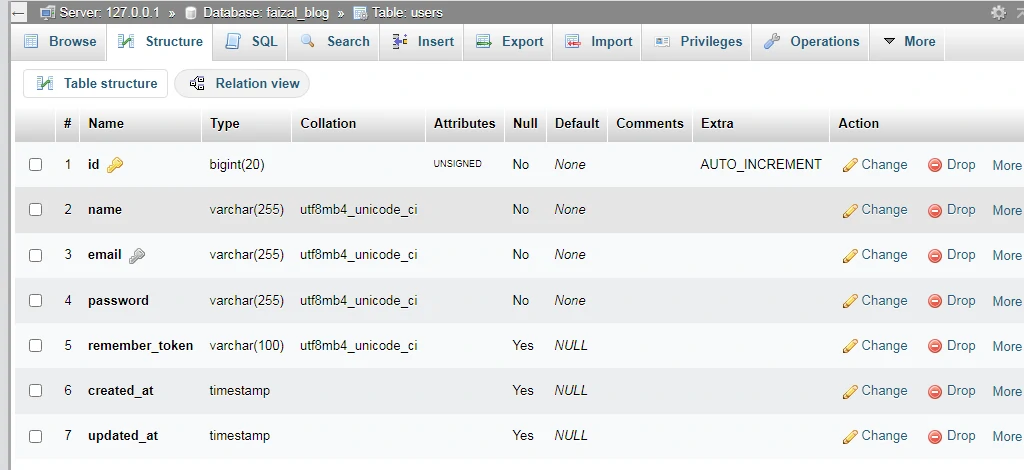 Server: 127.0.0.1 » Database: faizal_blog » Table: users
Browse Structure SQL Search Insert Export Import Privileges Operations More
Table structure Relation view
# Name Type Collation Attributes Null Default Comments Extra Action
1 id bigint(20) UNSIGNED No None AUTO_INCREMENT Change Drop More
2 name varchar(255) utf8mb4_unicode_ci No None Change Drop More
3 email varchar(255) utf8mb4_unicode_ci No None Change Drop More
4 password varchar(255) utf8mb4_unicode_ci No None Change Drop More
5 remember_token varchar(100) utf8mb4_unicode_ci Yes NULL Change Drop More
6 created_at timestamp Yes NULL Change Drop More
7 updated_at timestamp Yes NULL Change Drop More